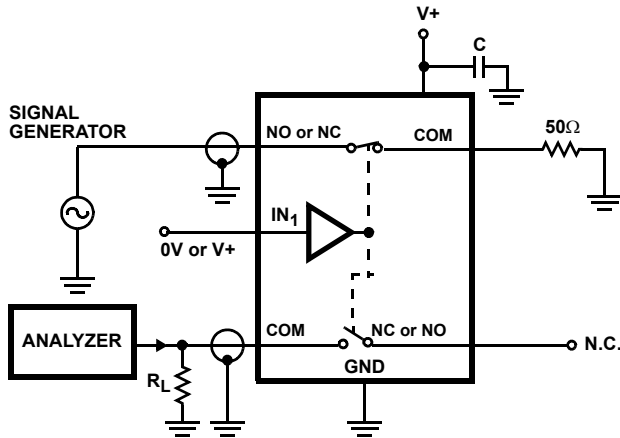 V+
C
SIGNAL
GENERATOR
NO or NC
COM
50Ω
IN1
0V or V+
ANALYZER
COM
NC or NO
N.C.
GND
RL